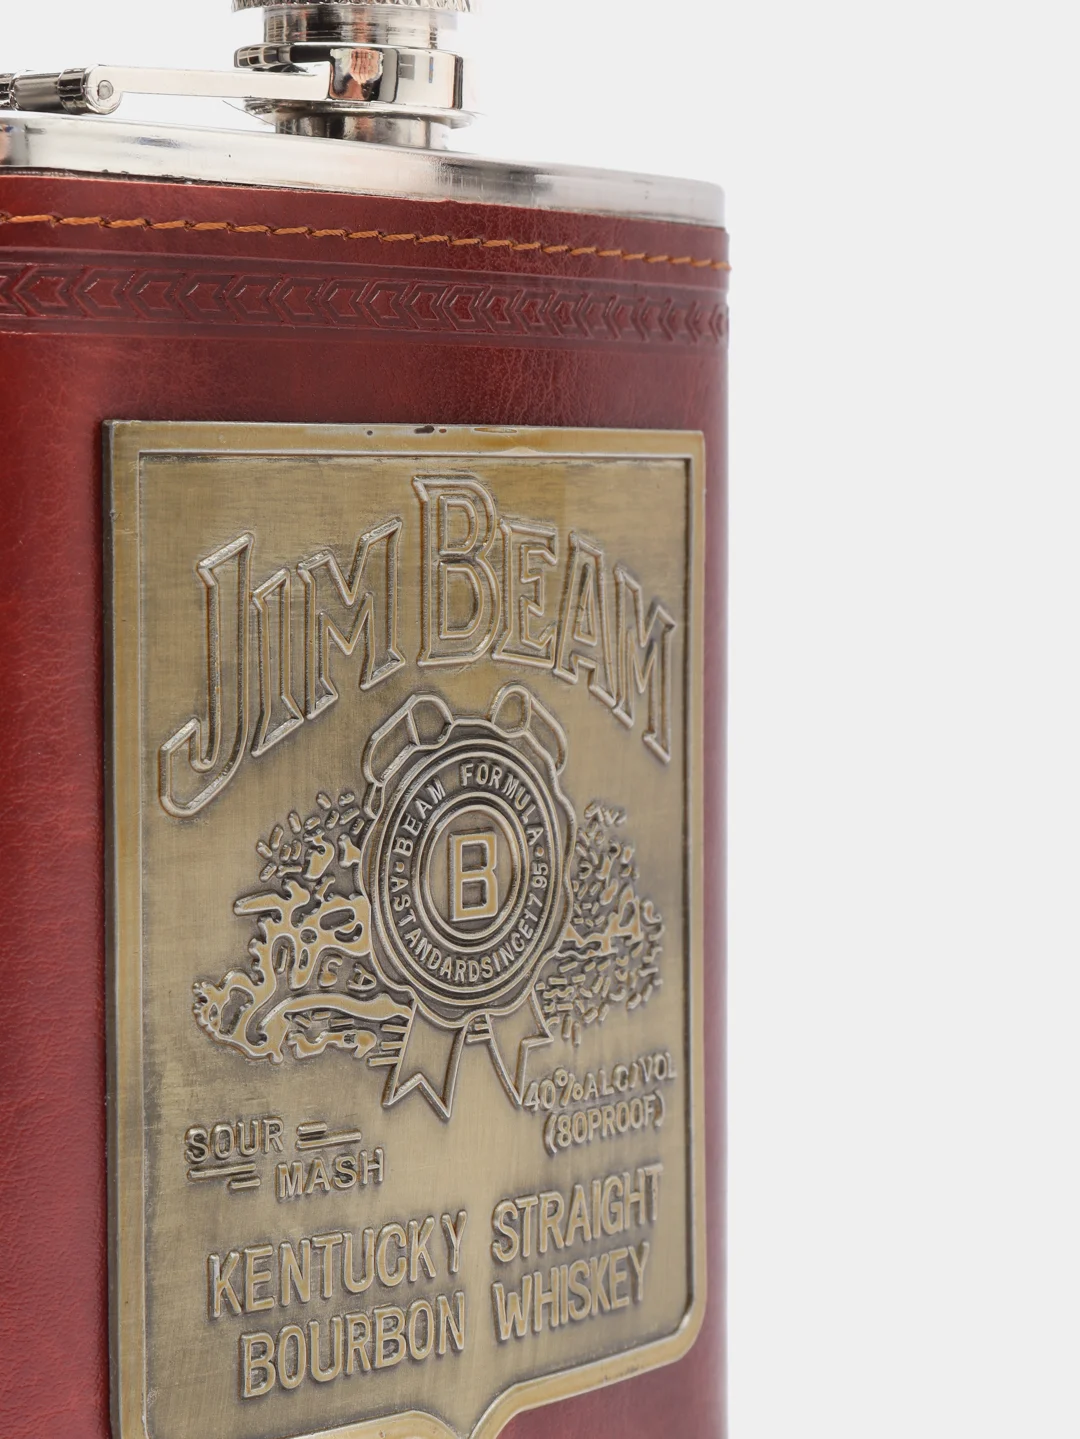 JIM BEAM
BEAM FORMULA
B
A STANDARD SINCE 1795
40% ALC/VOL
(80PROOF)
SOUR
MASH
KENTUCKY STRAIGHT
BOURBON WHISKEY